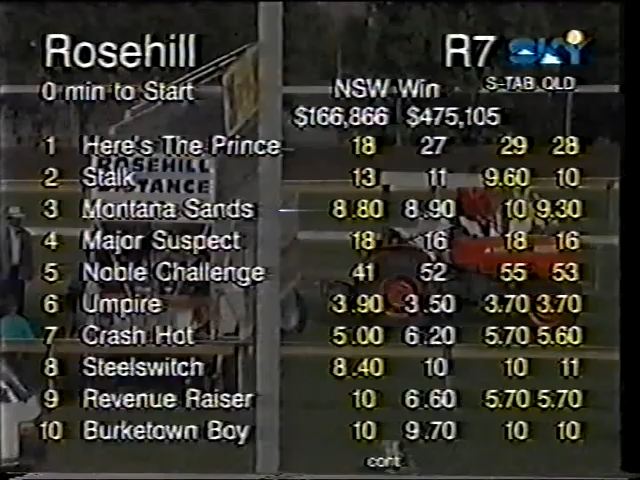 Rosehill R7 SKY
0 min to Start NSW Win S-TAB QLD
$166,866 $475,105
1 Here's The Prince 18 27 29 28
2 Stalk 13 11 9.60 10
ROSEHILL
DISTANCE
3 Montana Sands 8.80 8.90 10 9.30
4 Major Suspect 18 16 18 16
5 Noble Challenge 41 52 55 53
6 Umpire 3.90 3.50 3.70 3.70
7 Crash Hot 5.00 6.20 5.70 5.60
8 Steelswitch 8.40 10 10 11
9 Revenue Raiser 10 6.60 5.70 5.70
10 Burketown Boy 10 9.70 10 10
cont